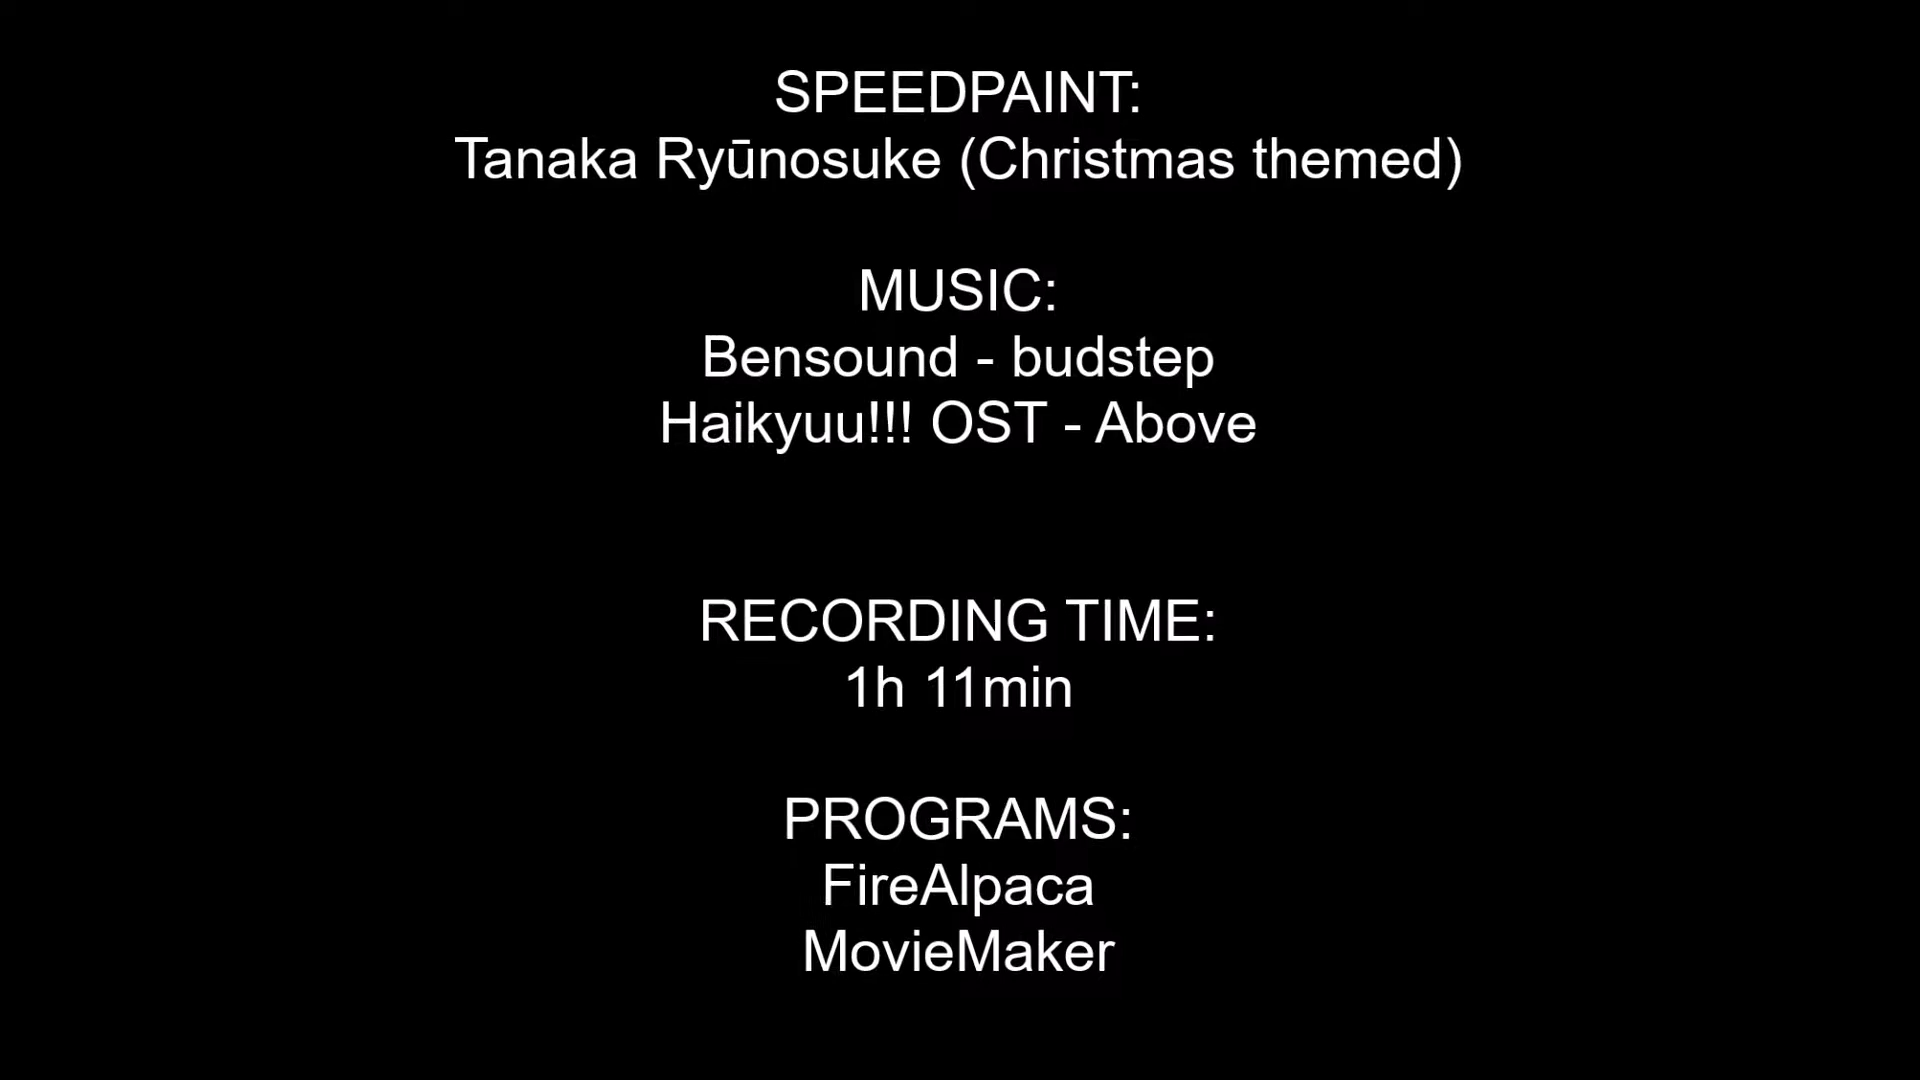 SPEEDPAINT:
Tanaka Ryūnosuke (Christmas themed)
MUSIC:
Bensound - budstep
Haikyuu!!! OST - Above
RECORDING TIME:
1h 11min
PROGRAMS:
FireAlpaca
MovieMaker